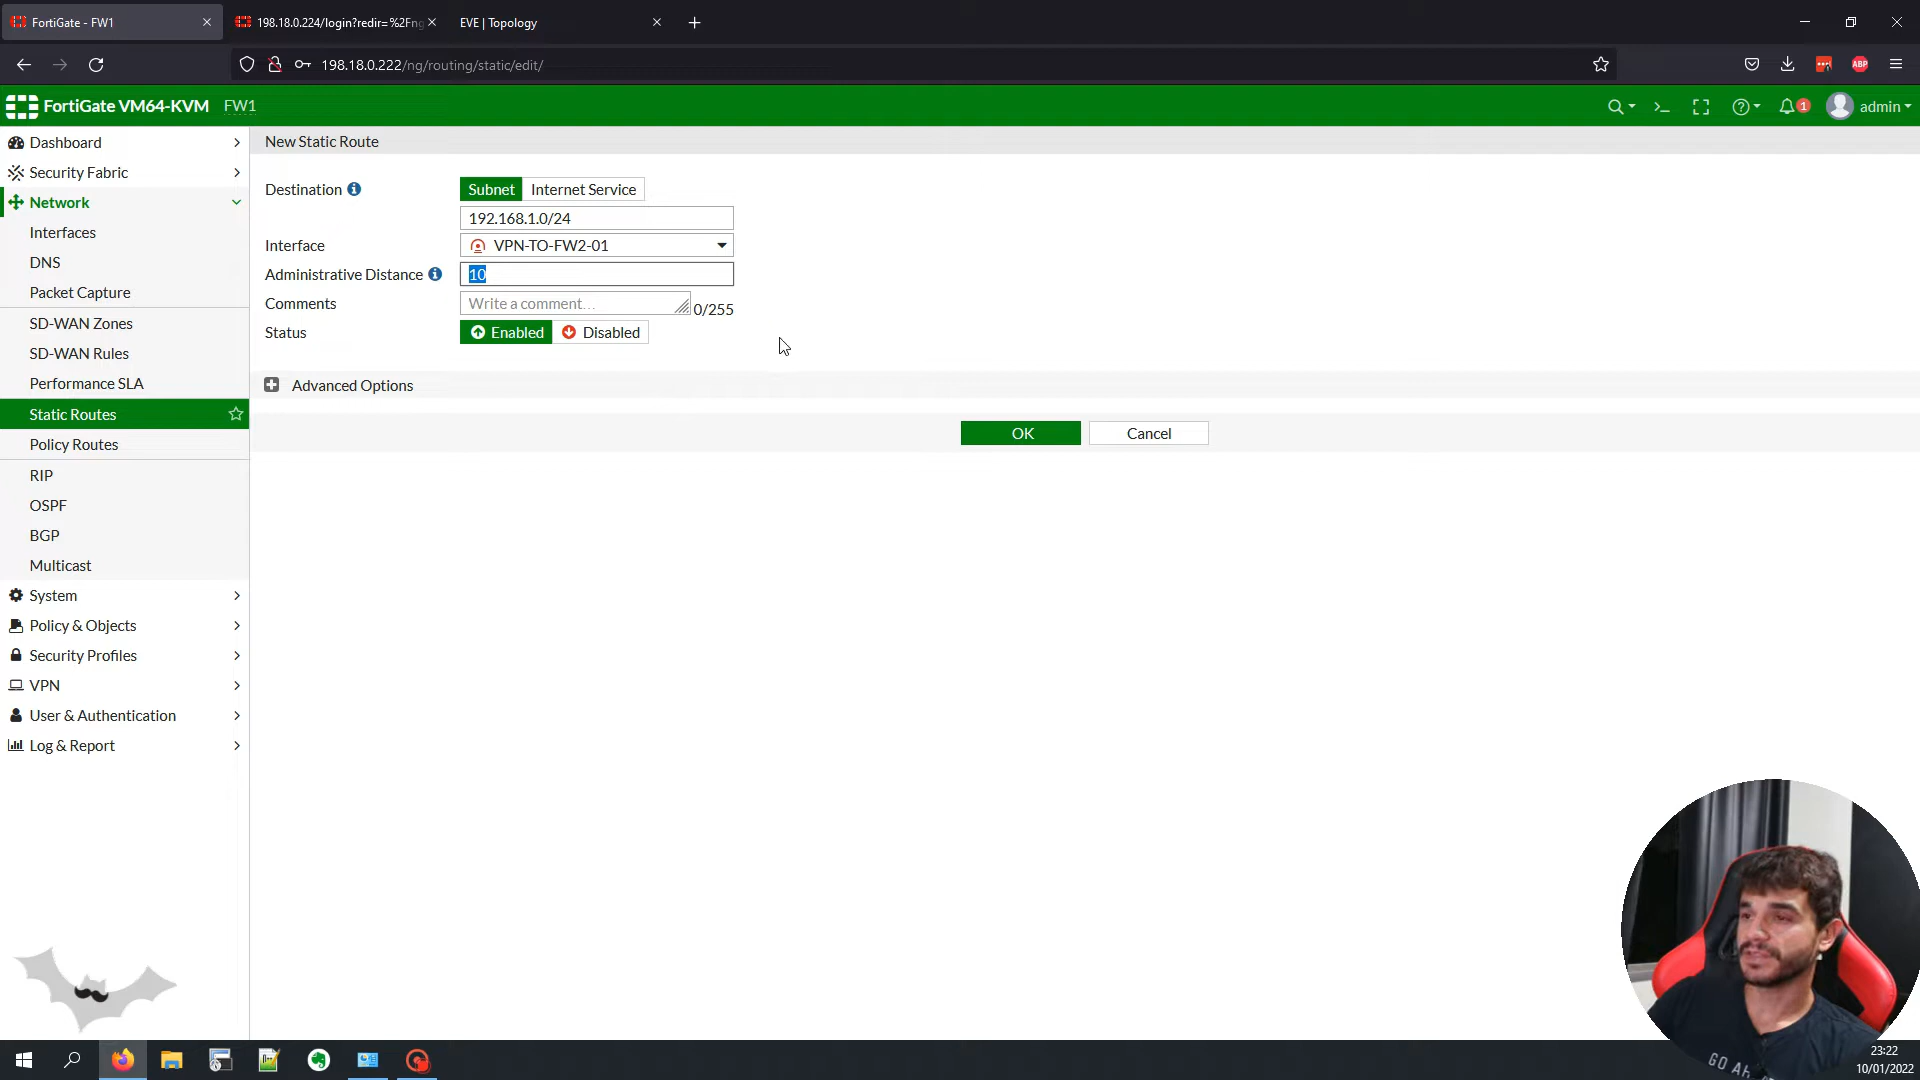 FortiGate - FW1
198.18.0.224/login?redir=%2Fng
EVE | Topology
198.18.0.222/ng/routing/static/edit/
ABP
FortiGate VM64-KVM FW1
1
admin
Dashboard
Security Fabric
Network
Interfaces
DNS
Packet Capture
SD-WAN Zones
SD-WAN Rules
Performance SLA
Static Routes
Policy Routes
RIP
OSPF
BGP
Multicast
System
Policy & Objects
Security Profiles
VPN
User & Authentication
Log & Report
New Static Route
Destination Subnet Internet Service
192.168.1.0/24
Interface VPN-TO-FW2-01
Administrative Distance 10
Comments Write a comment... 0/255
Status Enabled Disabled
Advanced Options
OK Cancel
GO AH
23:22
10/01/2022